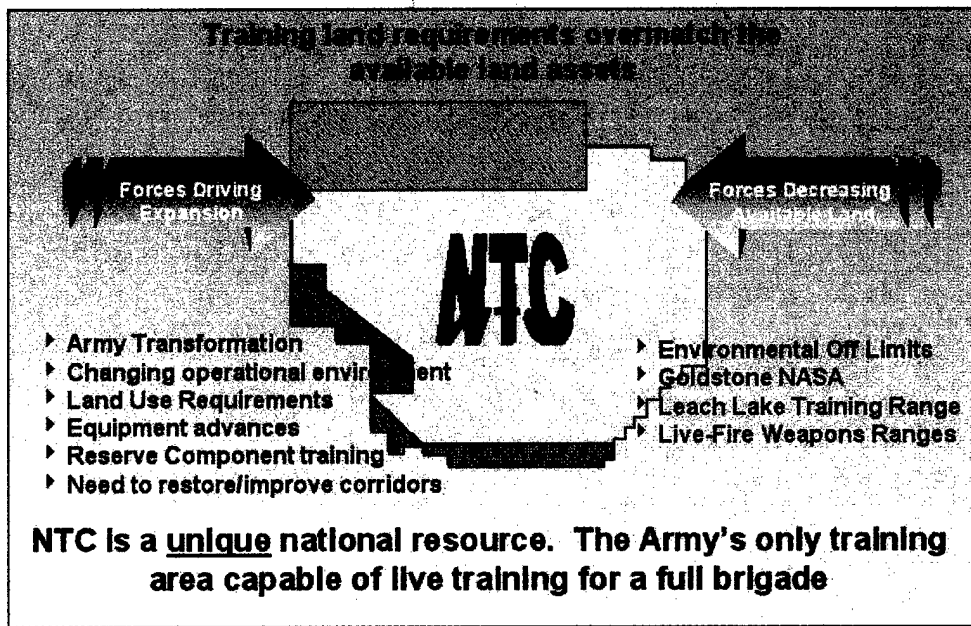 Training land requirements overmatch the
available land assets
Forces Driving
Expansion
Forces Decreasing
Available Land
NTC
Army Transformation
Changing operational environment
Land Use Requirements
Equipment advances
Reserve Component training
Need to restore/improve corridors
Environmental Off Limits
Goldstone NASA
Leach Lake Training Range
Live-Fire Weapons Ranges
NTC is a unique national resource. The Army's only training
area capable of live training for a full brigade